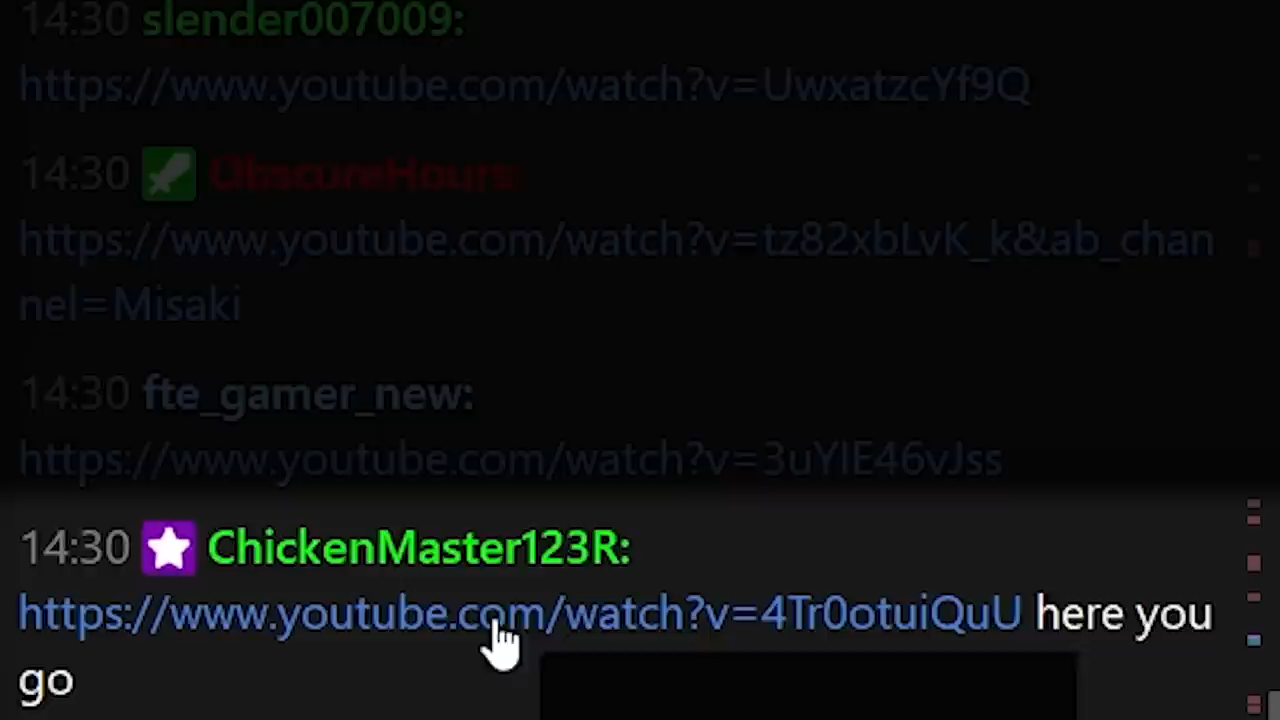 14:30 slender007009:
https://www.youtube.com/watch?v=UwxatzcYf9Q
14:30 ObscureHours:
https://www.youtube.com/watch?v=tz82xbLvK_k&ab_chan
nel=Misaki
14:30 fte_gamer_new:
https://www.youtube.com/watch?v=3uYIE46vJss
14:30 ChickenMaster123R:
https://www.youtube.com/watch?v=4Tr0otuiQuU here you
go